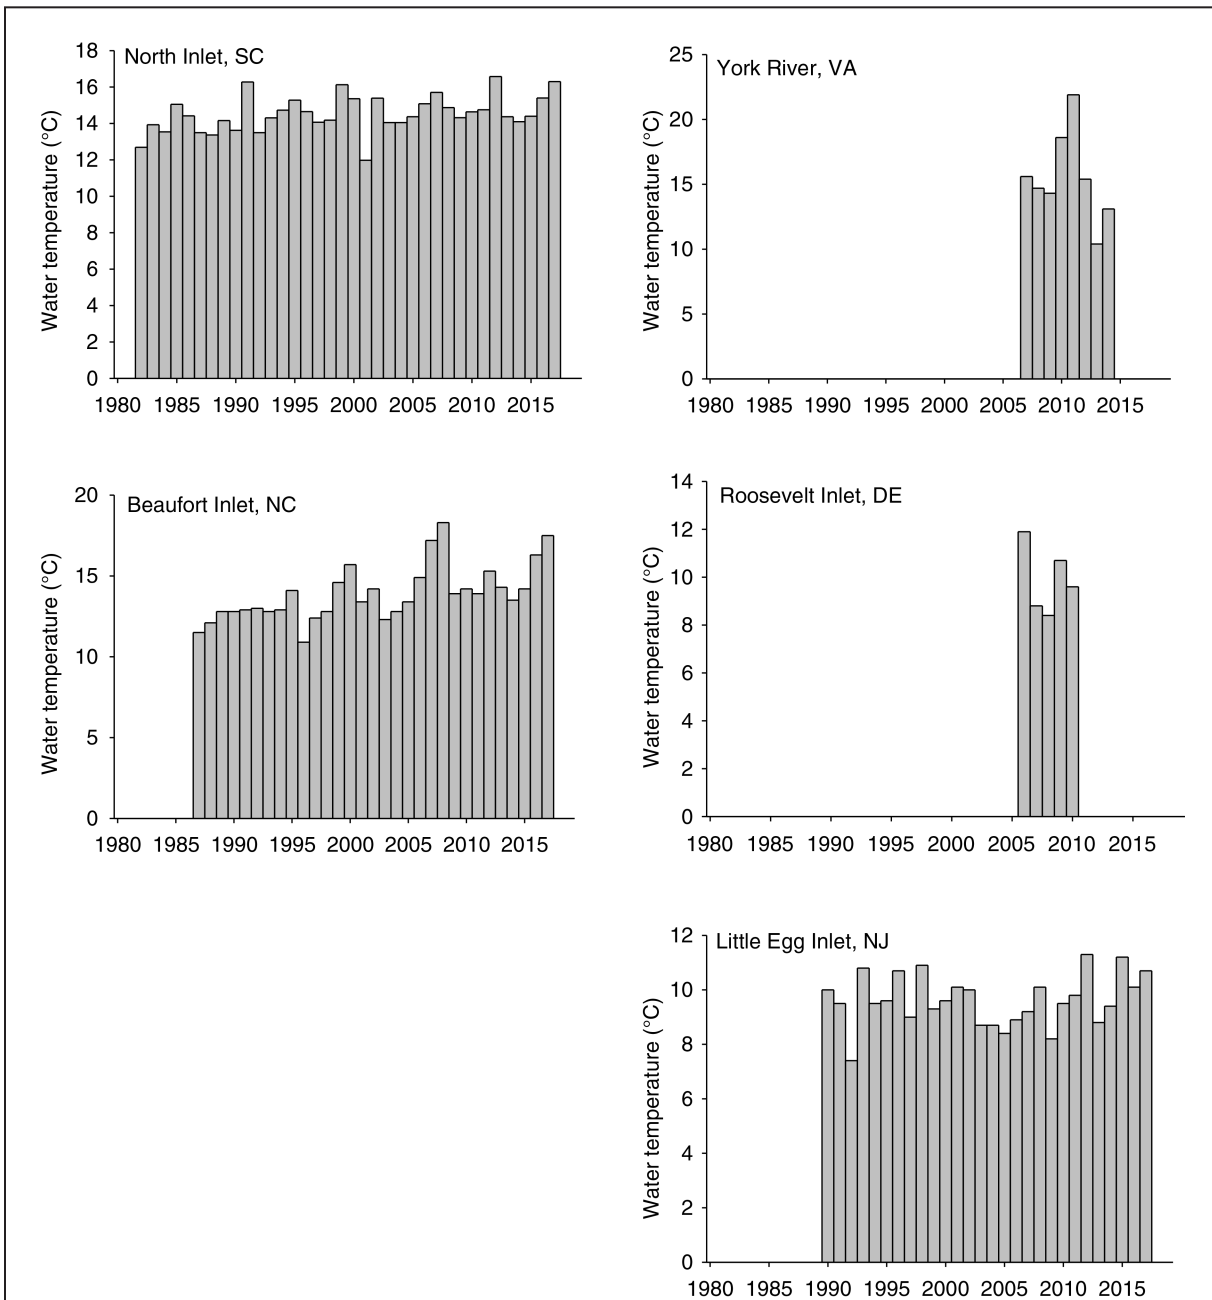 North Inlet, SC
Water temperature (°C)
18
16
14
12
10
8
6
4
2
0
1980 1985 1990 1995 2000 2005 2010 2015
York River, VA
Water temperature (°C)
25
20
15
10
5
0
1980 1985 1990 1995 2000 2005 2010 2015
Beaufort Inlet, NC
Water temperature (°C)
20
15
10
5
0
1980 1985 1990 1995 2000 2005 2010 2015
Roosevelt Inlet, DE
Water temperature (°C)
14
12
10
8
6
4
2
0
1980 1985 1990 1995 2000 2005 2010 2015
Little Egg Inlet, NJ
Water temperature (°C)
12
10
8
6
4
2
0
1980 1985 1990 1995 2000 2005 2010 2015